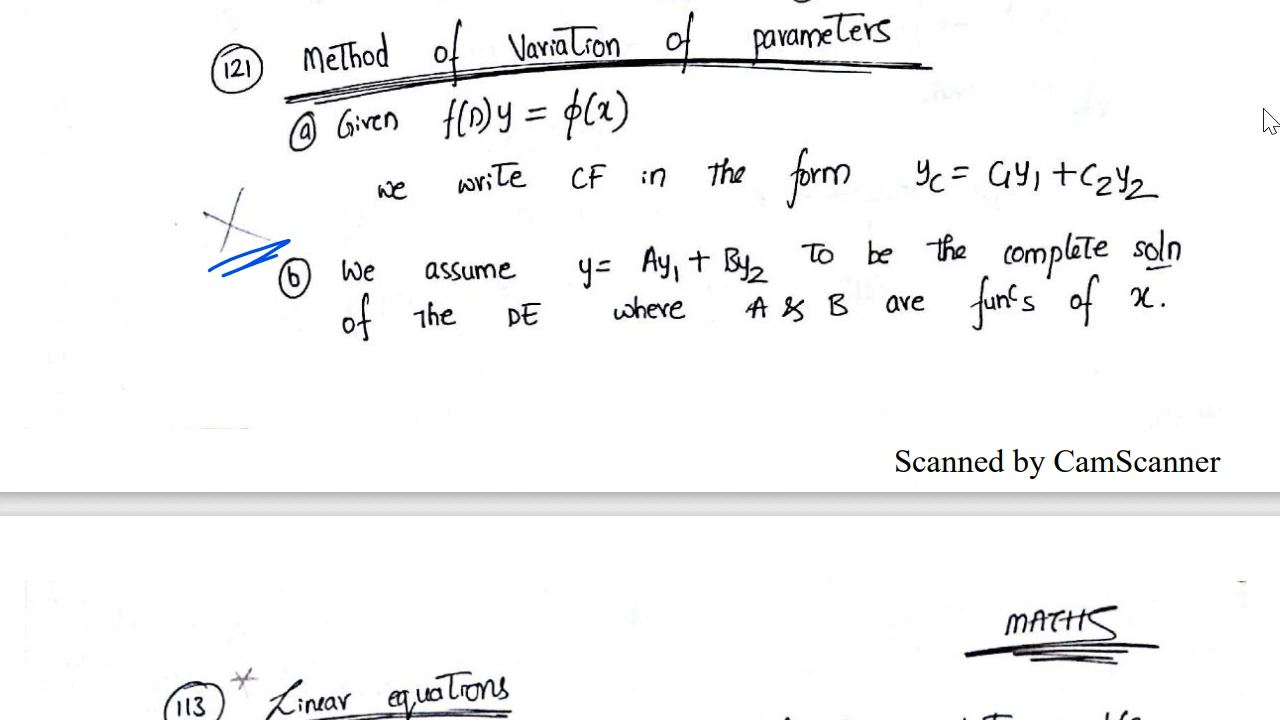 (121) Method of Variation of parameters
(a) Given f(D)y = ϕ(x)
we write CF in the form y_c = C₁y₁ + C₂y₂
(b) We assume y = Ay₁ + By₂ To be the complete soln
of the DE where A & B are funcs of x.
Scanned by CamScanner
MATHS
(113) * Linear equations